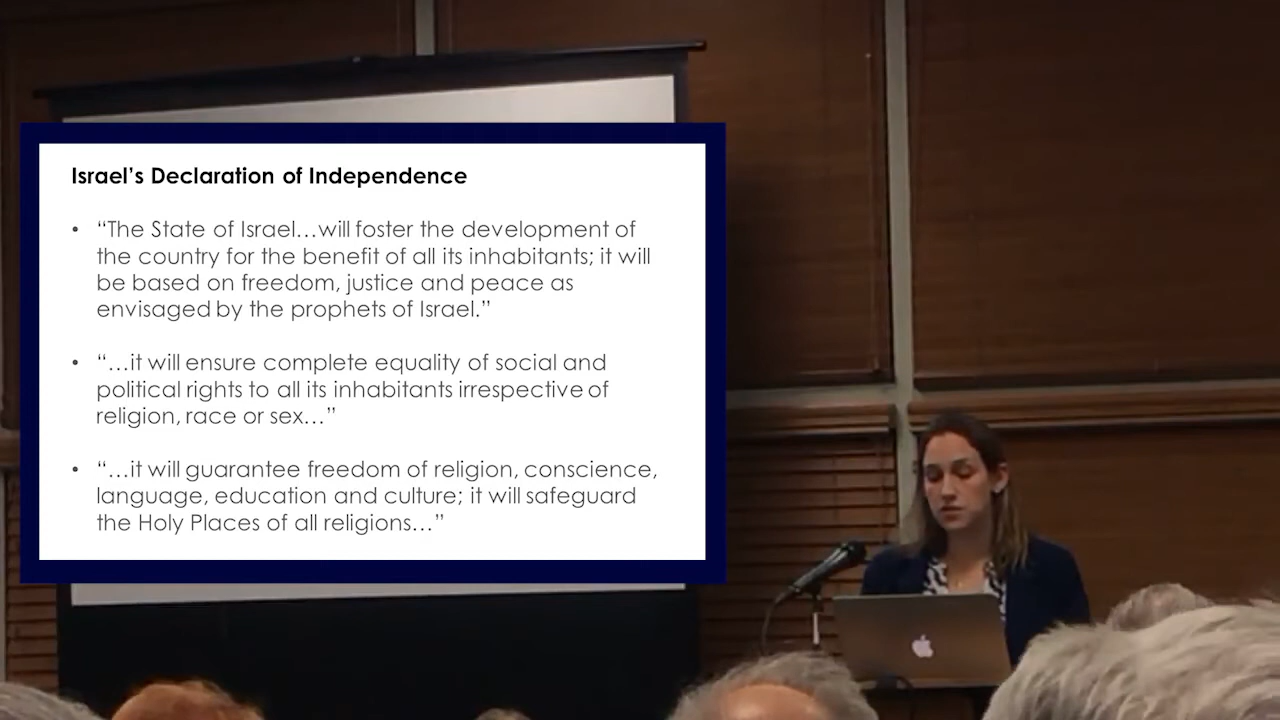 Israel’s Declaration of Independence
• “The State of Israel…will foster the development of
the country for the benefit of all its inhabitants; it will
be based on freedom, justice and peace as
envisaged by the prophets of Israel.”
• “…it will ensure complete equality of social and
political rights to all its inhabitants irrespective of
religion, race or sex…”
• “…it will guarantee freedom of religion, conscience,
language, education and culture; it will safeguard
the Holy Places of all religions…”